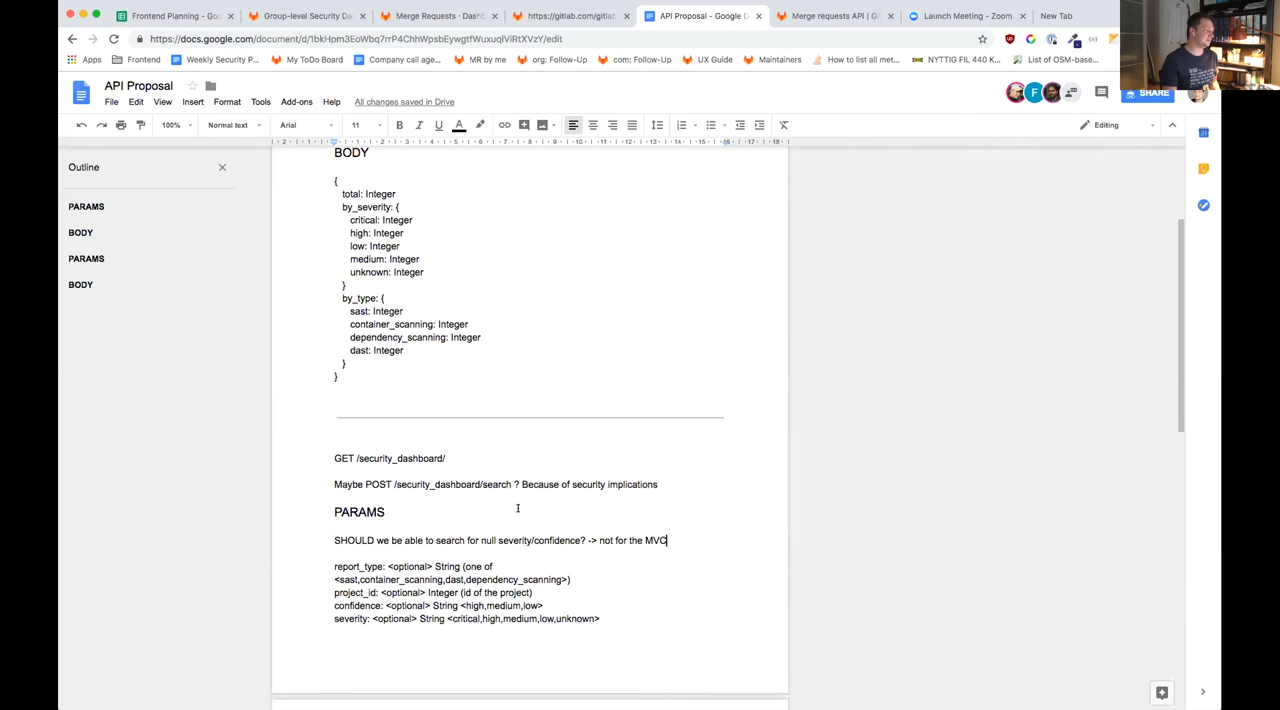 Frontend Planning - Goo
Group-level Security Da
Merge Requests · Dashb
https://gitlab.com/gitlab
API Proposal - Google D
Merge requests API | Git
Launch Meeting - Zoom
New Tab
https://docs.google.com/document/d/1bkHpm3EoWbq7rrP4ChhWpsbEywgtfWuxuqIViRtXVzY/edit
Apps
Frontend
Weekly Security P...
My ToDo Board
Company call age...
MR by me
org: Follow-Up
com: Follow-Up
UX Guide
Maintainers
How to list all met...
NYTTIG FIL 440 K...
List of OSM-base...
API Proposal
File Edit View Insert Format Tools Add-ons Help
All changes saved in Drive
F
SHARE
100%
Normal text
Arial
11
B I U A
Editing
Outline
PARAMS
BODY
PARAMS
BODY
BODY
{
total: Integer
by_severity: {
critical: Integer
high: Integer
low: Integer
medium: Integer
unknown: Integer
}
by_type: {
sast: Integer
container_scanning: Integer
dependency_scanning: Integer
dast: Integer
}
}
GET /security_dashboard/
Maybe POST /security_dashboard/search ? Because of security implications
PARAMS
SHOULD we be able to search for null severity/confidence? -> not for the MVC
report_type: <optional> String (one of
<sast,container_scanning,dast,dependency_scanning>)
project_id: <optional> Integer (id of the project)
confidence: <optional> String <high,medium,low>
severity: <optional> String <critical,high,medium,low,unknown>